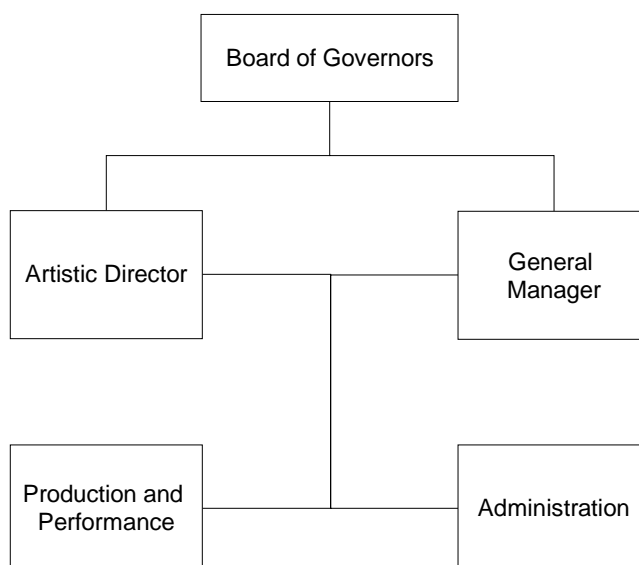 Board of Governors
Artistic Director
General
Manager
Production and
Performance
Administration